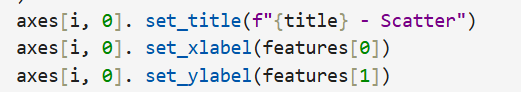 axes[i, 0]. set_title(f"{title} - Scatter")
axes[i, 0]. set_xlabel(features[0])
axes[i, 0]. set_ylabel(features[1])